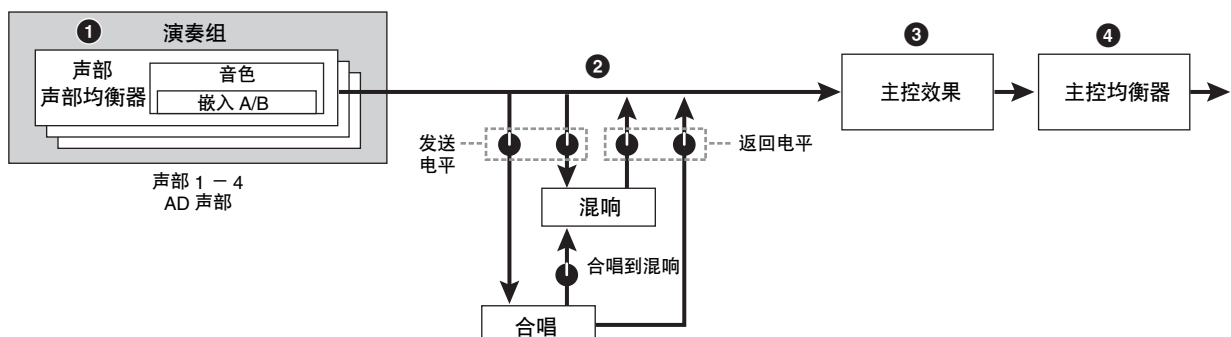 ❶ 演奏组
声部
声部均衡器
音色
嵌入 A/B
声部 1 － 4
AD 声部
❷
发送
电平
返回电平
混响
合唱到混响
合唱
❸
主控效果
❹
主控均衡器